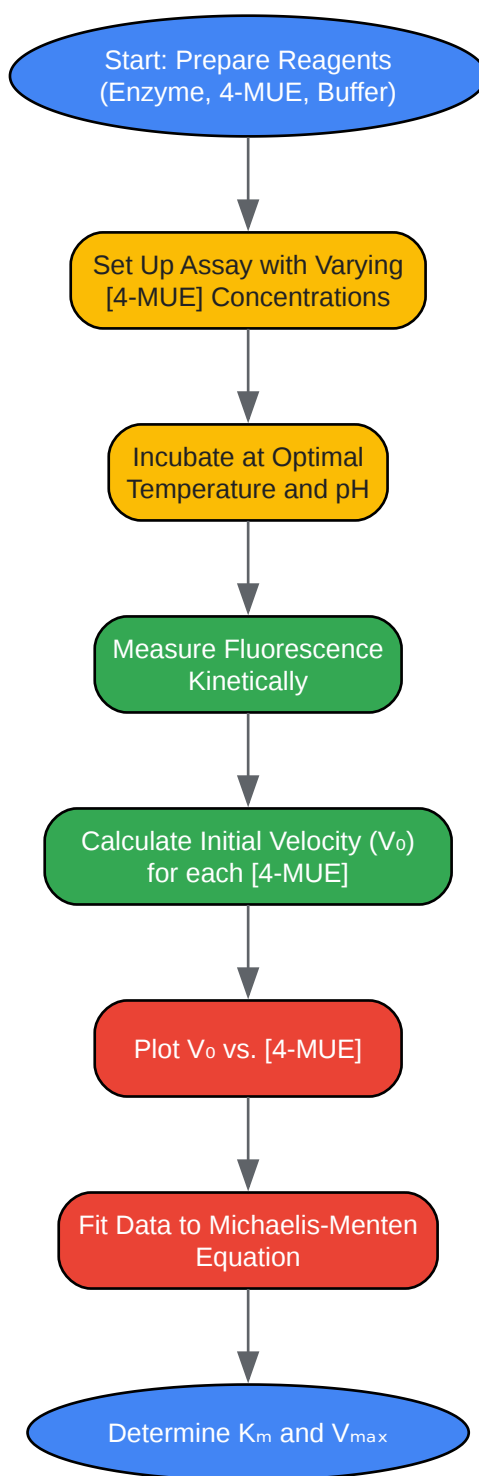 Start: Prepare Reagents
(Enzyme, 4-MUE, Buffer)
Set Up Assay with Varying
[4-MUE] Concentrations
Incubate at Optimal
Temperature and pH
Measure Fluorescence
Kinetically
Calculate Initial Velocity (V₀)
for each [4-MUE]
Plot V₀ vs. [4-MUE]
Fit Data to Michaelis-Menten
Equation
Determine Kₘ and Vₘₐₓ